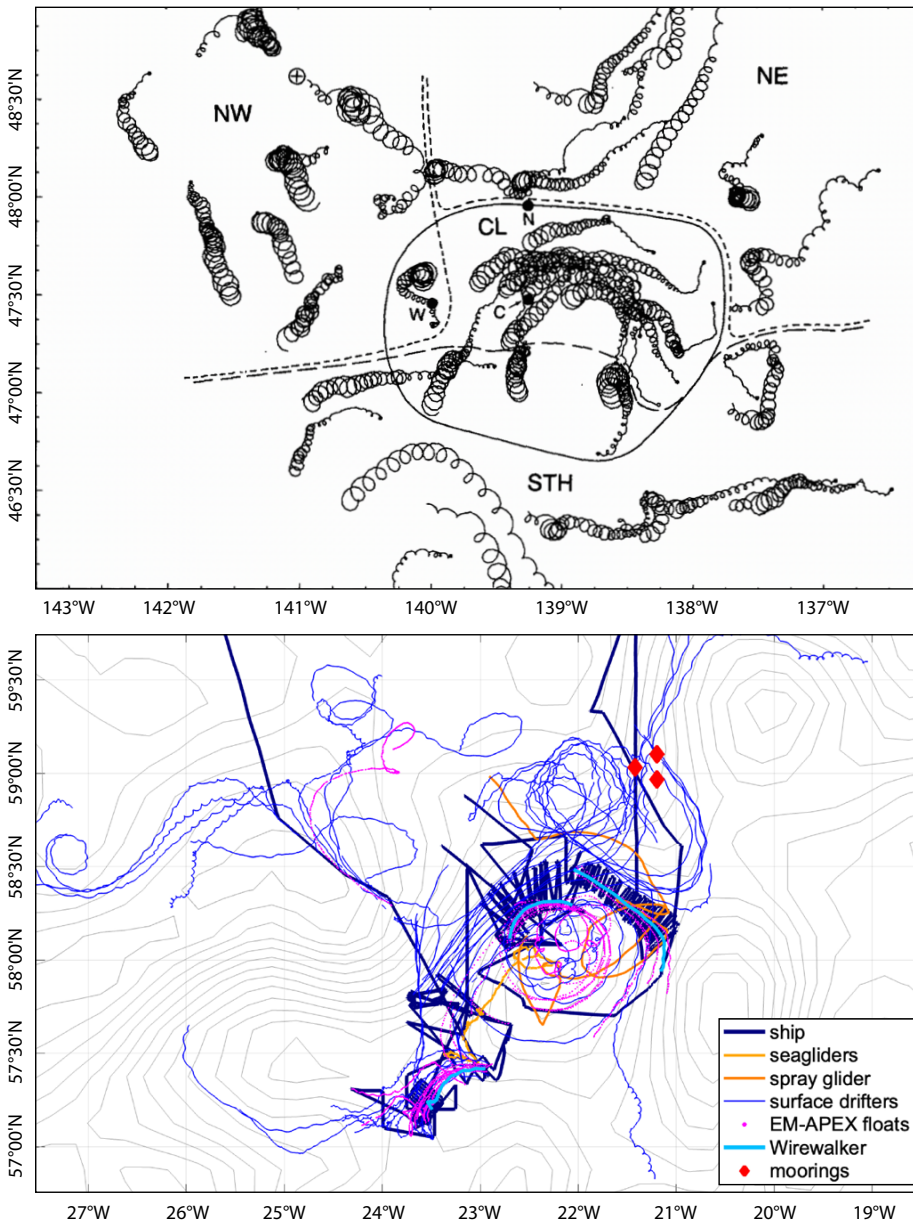 48°30'N
48°00'N
47°30'N
47°00'N
46°30'N
NW
NE
N
CL
W
C
STH
143°W 142°W 141°W 140°W 139°W 138°W 137°W
59°30'N
59°00'N
58°30'N
58°00'N
57°30'N
57°00'N
ship
seagliders
spray glider
surface drifters
EM-APEX floats
Wirewalker
moorings
27°W 26°W 25°W 24°W 23°W 22°W 21°W 20°W 19°W